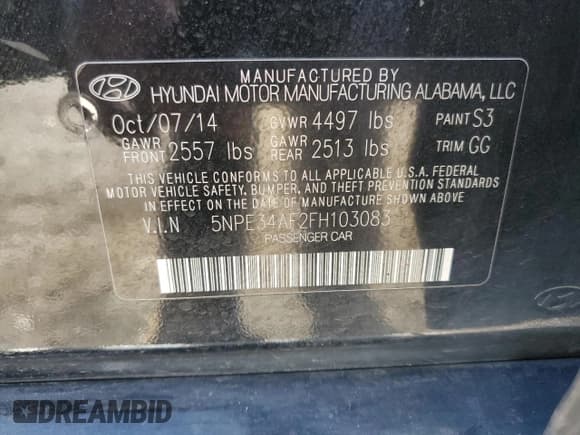 MANUFACTURED BY
HYUNDAI MOTOR MANUFACTURING ALABAMA, LLC
Oct/07/14 GVWR 4497 lbs PAINT S3
GAWR FRONT 2557 lbs GAWR REAR 2513 lbs TRIM GG
THIS VEHICLE CONFORMS TO ALL APPLICABLE U.S.A. FEDERAL
MOTOR VEHICLE SAFETY, BUMPER, AND THEFT PREVENTION STANDARDS
IN EFFECT ON THE DATE OF MANUFACTURE SHOWN ABOVE.
V.I.N 5NPE34AF2FH103083
PASSENGER CAR
DREAMBID